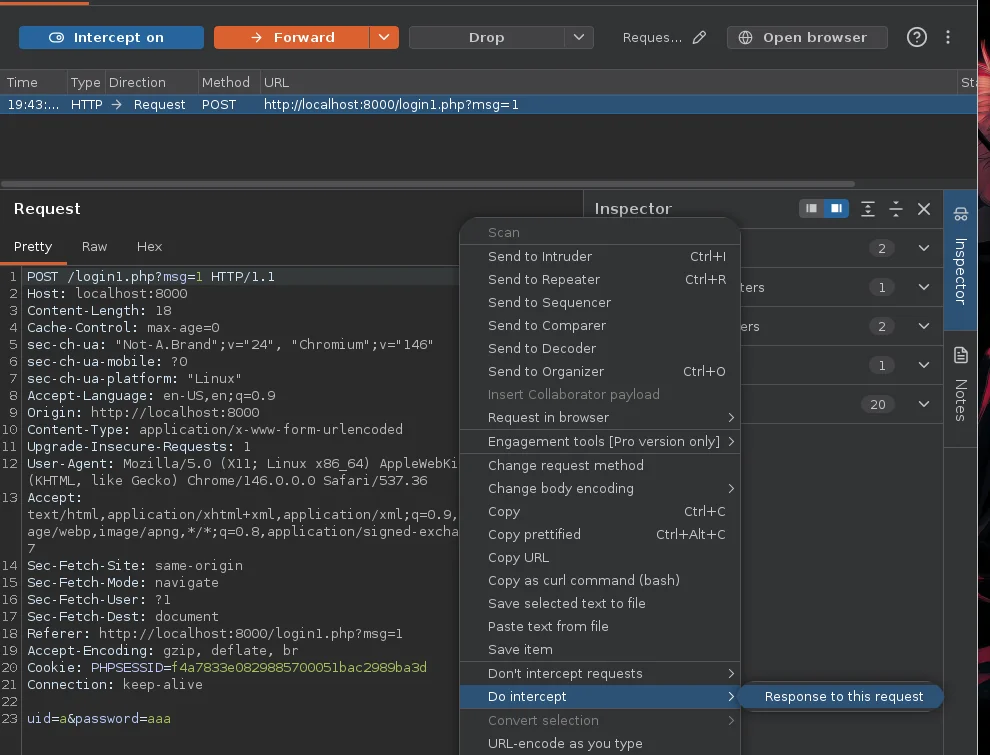 Intercept on Forward Drop Reques... Open browser
Time Type Direction Method URL
19:43:... HTTP → Request POST http://localhost:8000/login1.php?msg=1
Request
Pretty Raw Hex
1 POST /login1.php?msg=1 HTTP/1.1
2 Host: localhost:8000
3 Content-Length: 18
4 Cache-Control: max-age=0
5 sec-ch-ua: "Not-A.Brand";v="24", "Chromium";v="146"
6 sec-ch-ua-mobile: ?0
7 sec-ch-ua-platform: "Linux"
8 Accept-Language: en-US,en;q=0.9
9 Origin: http://localhost:8000
10 Content-Type: application/x-www-form-urlencoded
11 Upgrade-Insecure-Requests: 1
12 User-Agent: Mozilla/5.0 (X11; Linux x86_64) AppleWebKi
(KHTML, like Gecko) Chrome/146.0.0.0 Safari/537.36
13 Accept:
text/html,application/xhtml+xml,application/xml;q=0.9,
age/webp,image/apng,*/*;q=0.8,application/signed-excha
7
14 Sec-Fetch-Site: same-origin
15 Sec-Fetch-Mode: navigate
16 Sec-Fetch-User: ?1
17 Sec-Fetch-Dest: document
18 Referer: http://localhost:8000/login1.php?msg=1
19 Accept-Encoding: gzip, deflate, br
20 Cookie: PHPSESSID=f4a7833e0829885700051bac2989ba3d
21 Connection: keep-alive
22
23 uid=a&password=aaa
Scan
Send to Intruder Ctrl+I
Send to Repeater Ctrl+R
Send to Sequencer
Send to Comparer
Send to Decoder
Send to Organizer Ctrl+O
Insert Collaborator payload
Request in browser
Engagement tools [Pro version only]
Change request method
Change body encoding
Copy Ctrl+C
Copy prettified Ctrl+Alt+C
Copy URL
Copy as curl command (bash)
Save selected text to file
Paste text from file
Save item
Don't intercept requests
Do intercept
Convert selection
URL-encode as you type
Response to this request
Inspector
2
ters 1
ers 2
1
20
Inspector
Notes